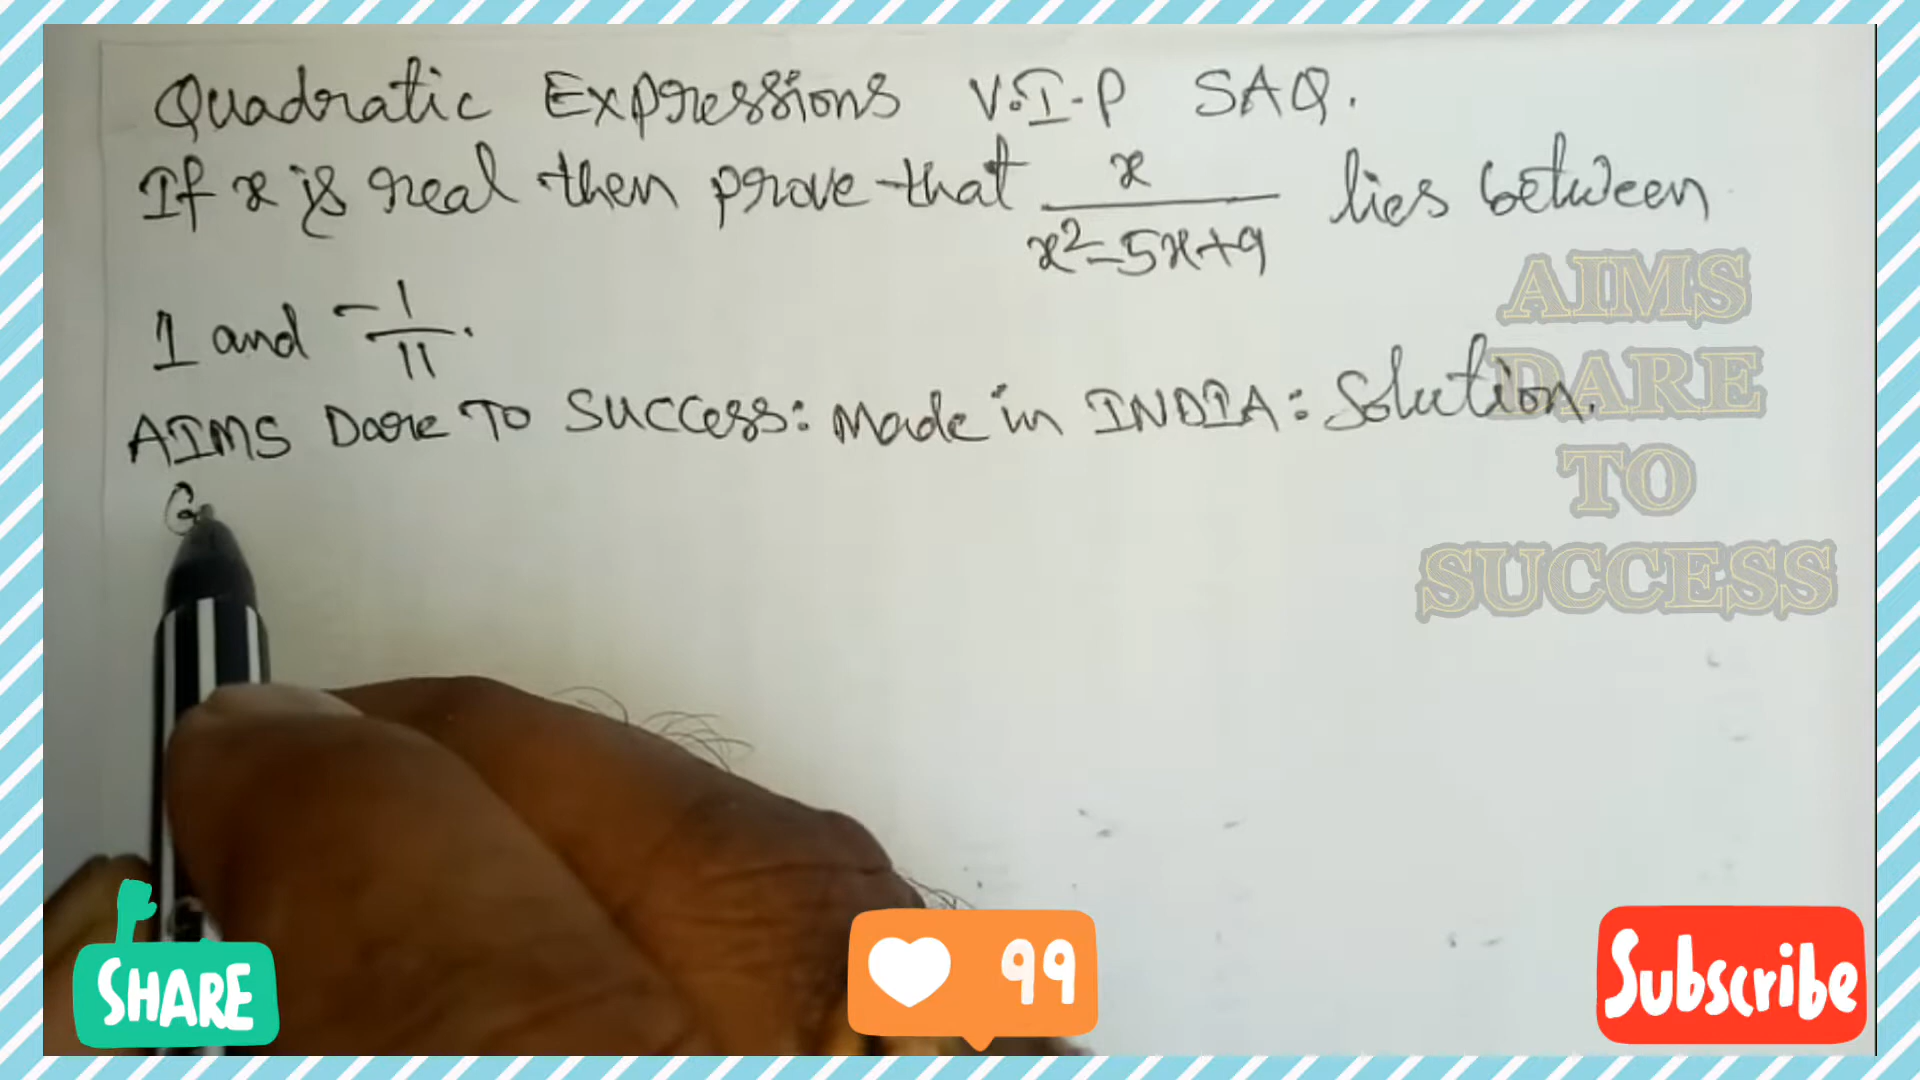 Quadratic Expressions V.I.P SAQ.
If x is real then prove that x/(x²-5x+9) lies between
1 and -1/11.
AIMS Dare To Success: Made in INDIA: Solution.
G
AIMS
DARE
TO
SUCCESS
SHARE
99
Subscribe